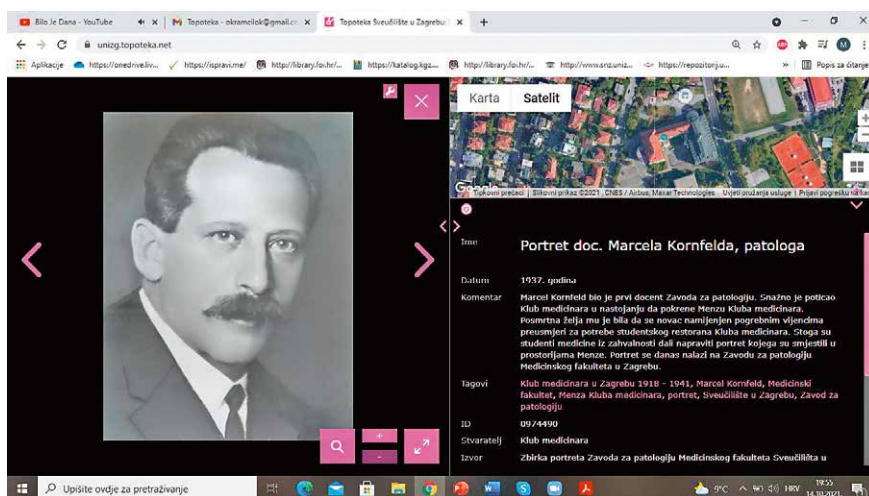 Bilo Je Dana - YouTube
Topoteka - okramcilok@gmail.c
Topoteka Sveučilište u Zagrebu
unizg.topoteka.net
Aplikacije
https://onedrive.liv...
https://ispravi.me/
http://library.foi.hr/...
https://katalog.kgz...
http://library.foi.hr/...
http://www.snz.uniz...
https://repozitorij.u...
Popis za čitanje
Karta
Satelit
Google
Tipkovni prečaci
Slikovni prikaz ©2021 , CNES / Airbus, Maxar Technologies
Uvjeti pružanja usluge
Prijavi pogrešku
Ime
Portret doc. Marcela Kornfelda, patologa
Datum
1937. godina
Komentar
Marcel Kornfeld bio je prvi docent Zavoda za patologiju. Snažno je poticao
Klub medicinara u nastojanju da pokrene Menzu Kluba medicinara.
Posmrtna želja mu je bila da se novac namijenjen pogrebnim vijencima
preusmjeri za potrebe studentskog restorana Kluba medicinara. Stoga su
studenti medicine iz zahvalnosti dali napraviti portret kojega su smjestili u
prostorijama Menze. Portret se danas nalazi na Zavodu za patologiju
Medicinskog fakulteta u Zagrebu.
Tagovi
Klub medicinara u Zagrebu 1918 - 1941, Marcel Kornfeld, Medicinski
fakultet, Menza Kluba medicinara, portret, Sveučilište u Zagrebu, Zavod za
patologiju
ID
0974490
Stvaratelj
Klub medicinara
Izvor
Zbirka portreta Zavoda za patologiju Medicinskog fakulteta Sveučilišta u
Upišite ovdje za pretraživanje
9°C
HRV
19:55
14.10.2021.